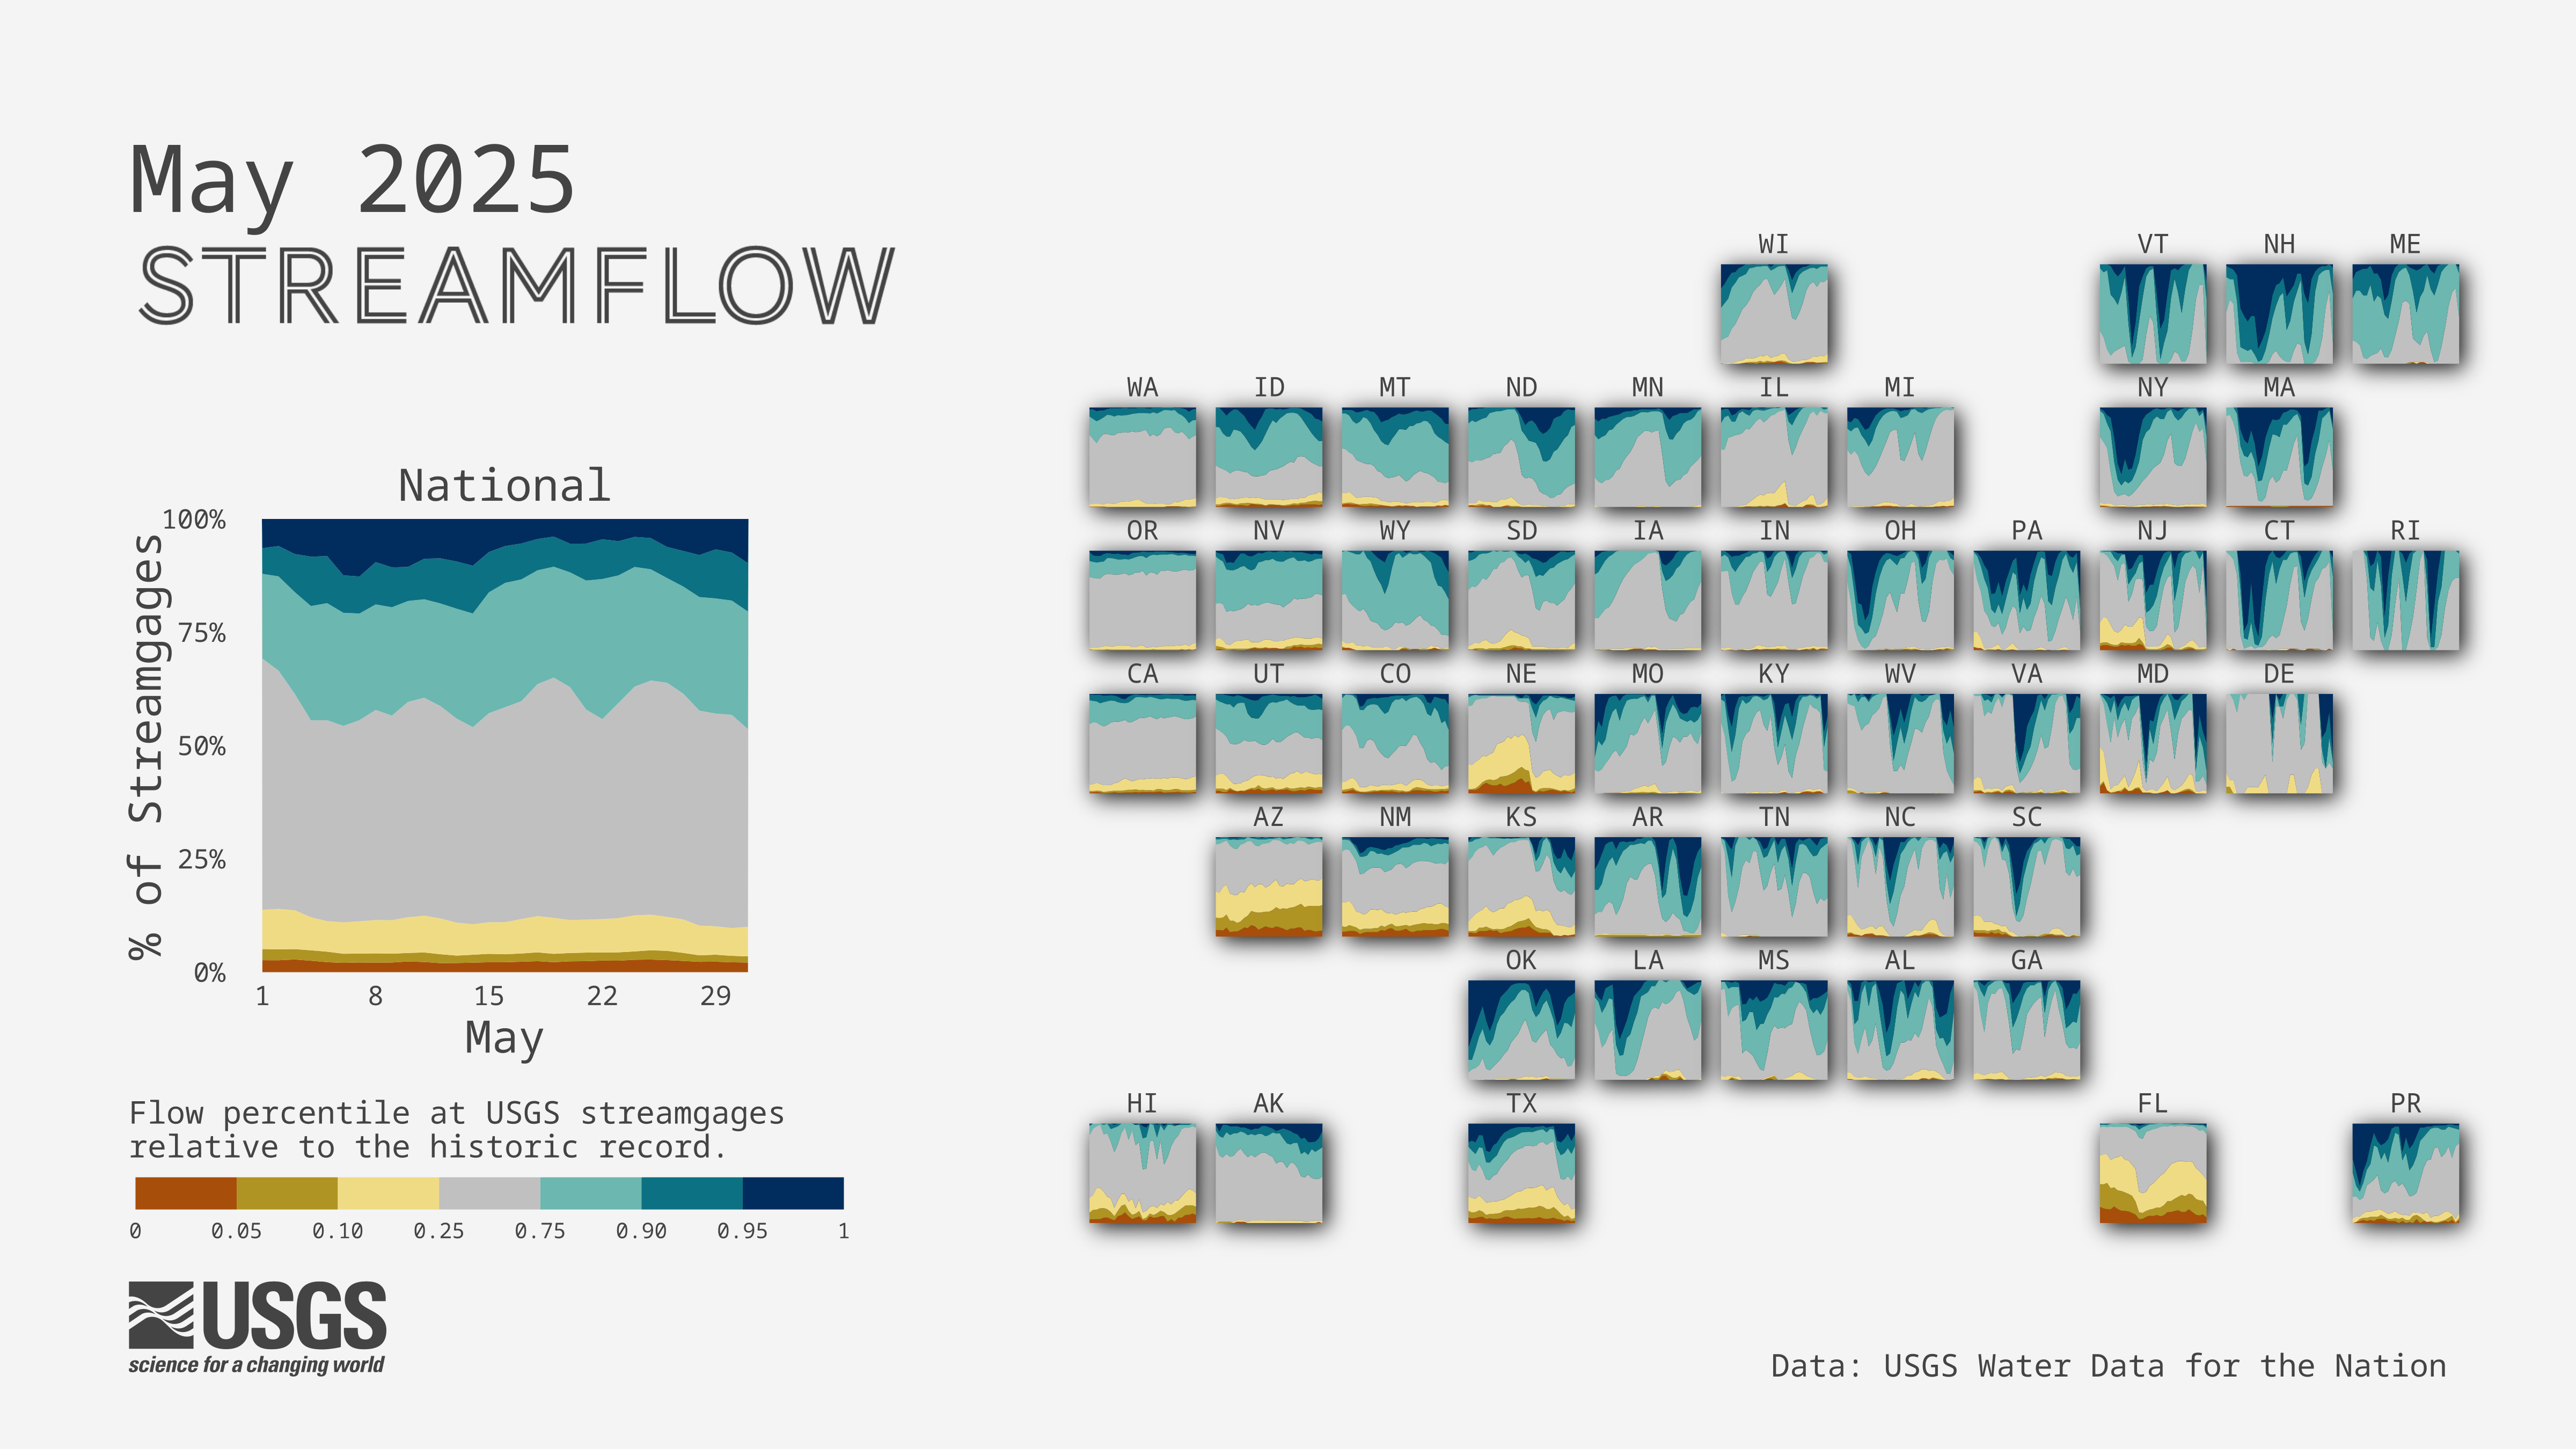 May 2025
STREAMFLOW
National
100%
75%
50%
25%
0%
% of Streamgages
1 8 15 22 29
May
Flow percentile at USGS streamgages
relative to the historic record.
0 0.05 0.10 0.25 0.75 0.90 0.95 1
USGS
science for a changing world
WI VT NH ME
WA ID MT ND MN IL MI NY MA
OR NV WY SD IA IN OH PA NJ CT RI
CA UT CO NE MO KY WV VA MD DE
AZ NM KS AR TN NC SC
OK LA MS AL GA
HI AK TX FL PR
Data: USGS Water Data for the Nation